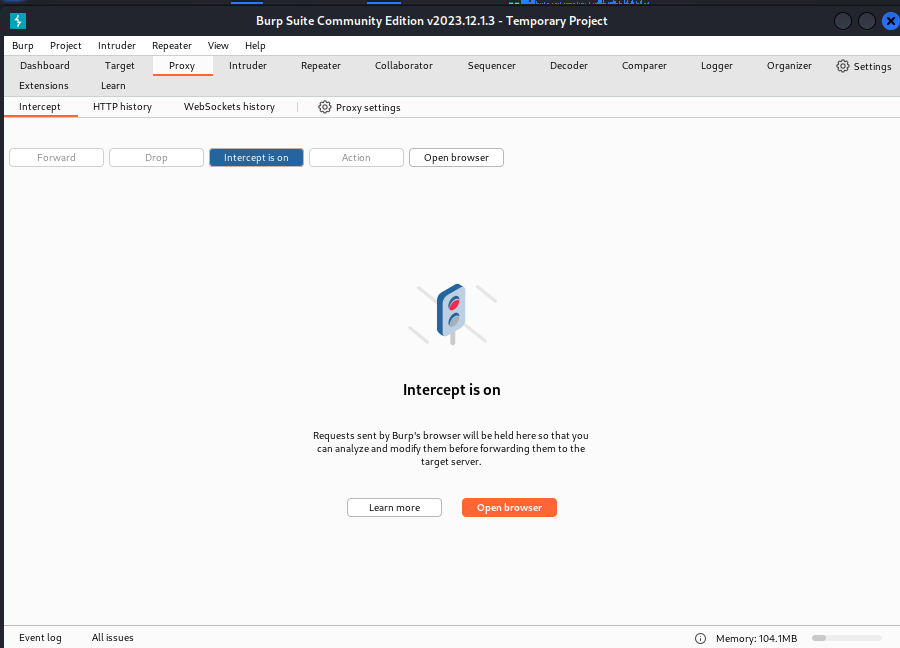 Burp Suite Community Edition v2023.12.1.3 - Temporary Project
Burp Project Intruder Repeater View Help
Dashboard Target Proxy Intruder Repeater Collaborator Sequencer Decoder Comparer Logger Organizer Settings
Extensions Learn
Intercept HTTP history WebSockets history Proxy settings
Forward Drop Intercept is on Action Open browser
Intercept is on
Requests sent by Burp's browser will be held here so that you
can analyze and modify them before forwarding them to the
target server.
Learn more Open browser
Event log All issues Memory: 104.1MB